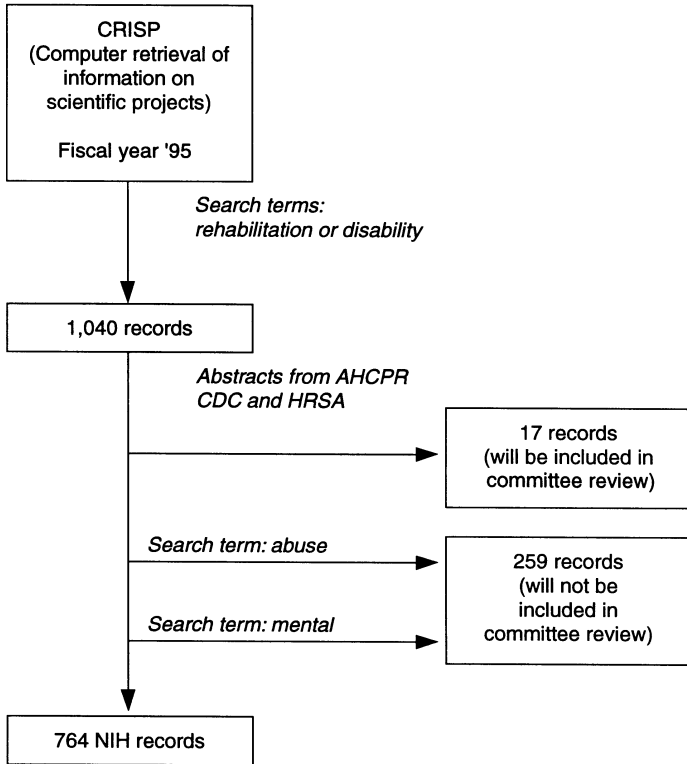 CRISP
(Computer retrieval of
information on
scientific projects)
Fiscal year '95
Search terms:
rehabilitation or disability
1,040 records
Abstracts from AHCPR
CDC and HRSA
17 records
(will be included in
committee review)
Search term: abuse
259 records
(will not be
included in
committee review)
Search term: mental
764 NIH records